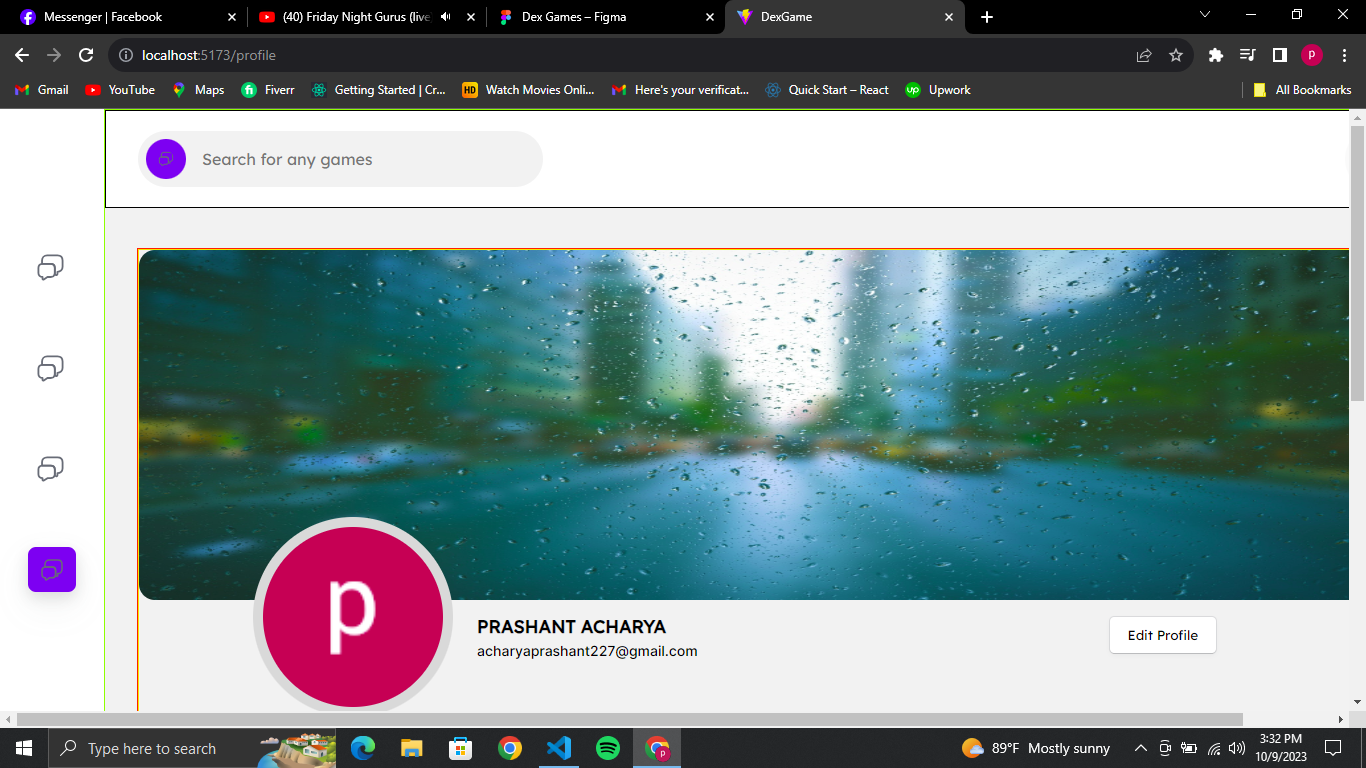 Messenger | Facebook
(40) Friday Night Gurus (live
Dex Games – Figma
DexGame
localhost:5173/profile
p
Gmail
YouTube
Maps
fi
Fiverr
Getting Started | Cr...
HD
Watch Movies Onli...
Here's your verificat...
Quick Start – React
up
Upwork
All Bookmarks
Search for any games
p
PRASHANT ACHARYA
acharyaprashant227@gmail.com
Edit Profile
Type here to search
p
89°F Mostly sunny
3:32 PM
10/9/2023